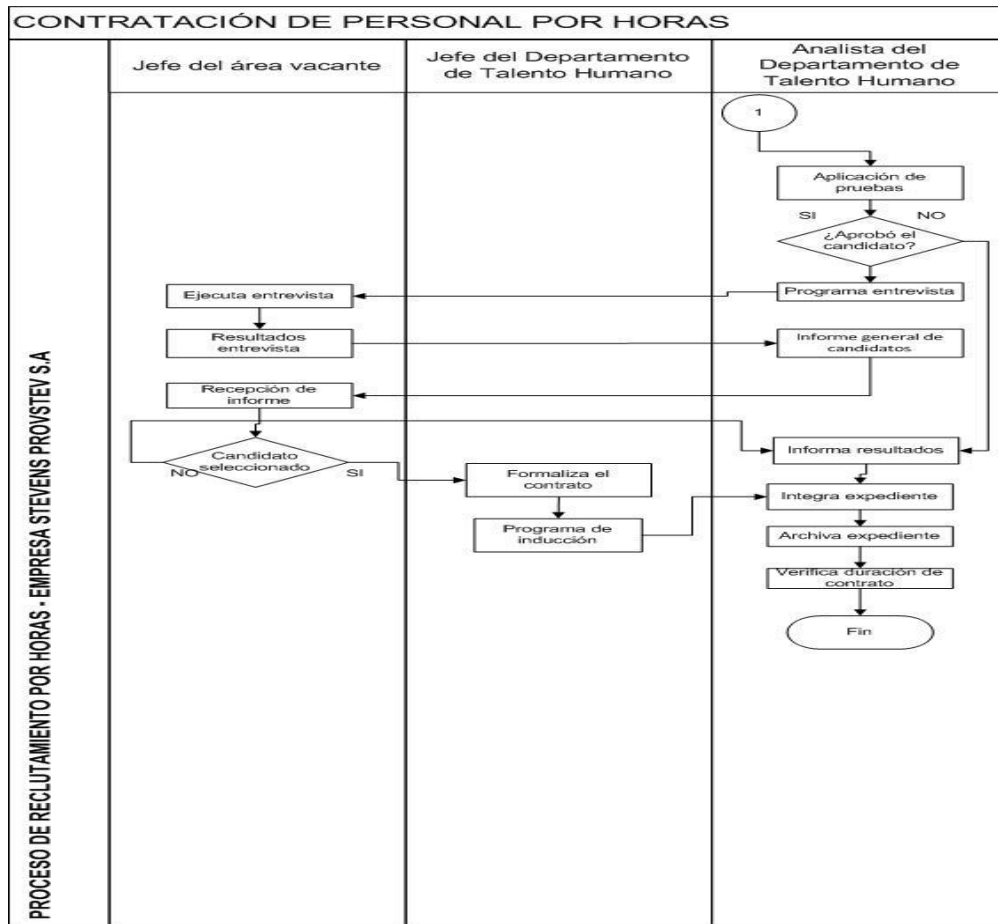 CONTRATACIÓN DE PERSONAL POR HORAS
PROCESO DE RECLUTAMIENTO POR HORAS - EMPRESA STEVENS PROVSTEV S.A
Jefe del área vacante
Jefe del Departamento
de Talento Humano
Analista del
Departamento de
Talento Humano
1
Aplicación de
pruebas
SI
NO
¿Aprobó el
candidato?
Programa entrevista
Ejecuta entrevista
Resultados
entrevista
Informe general de
candidatos
Recepción de
informe
Candidato
seleccionado
NO
SI
Informa resultados
Formaliza el
contrato
Programa de
inducción
Integra expediente
Archiva expediente
Verifica duración de
contrato
Fin